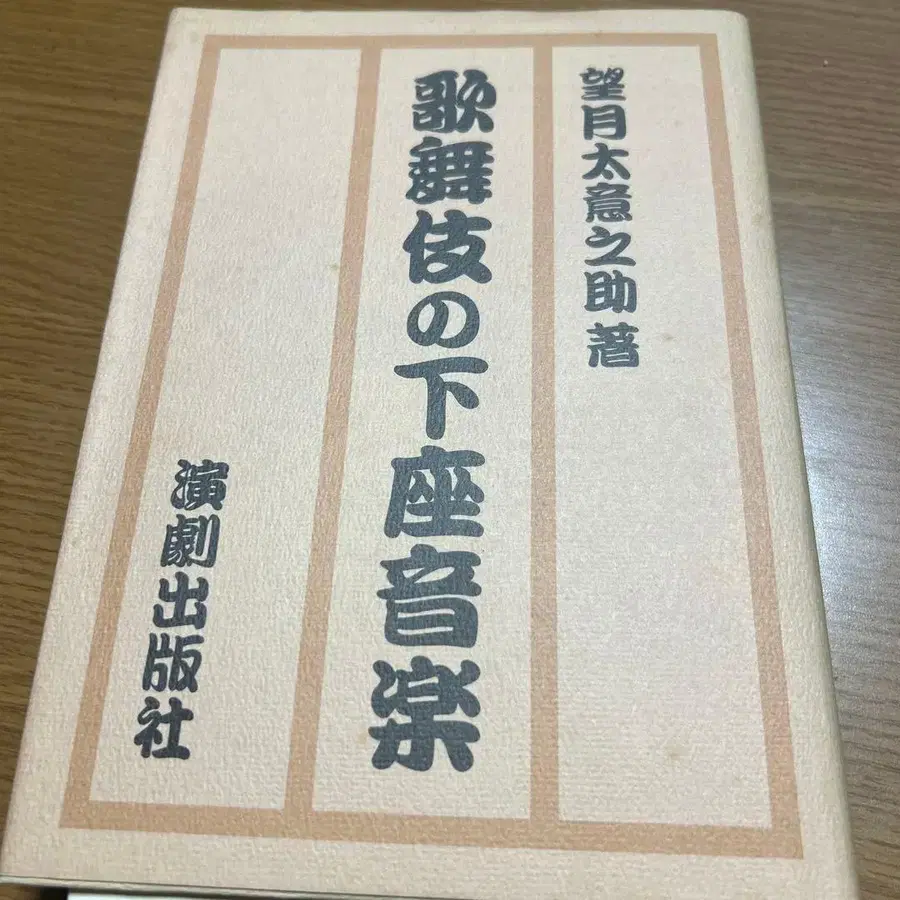 望月太意之助著
歌舞伎の下座音楽
演劇出版社